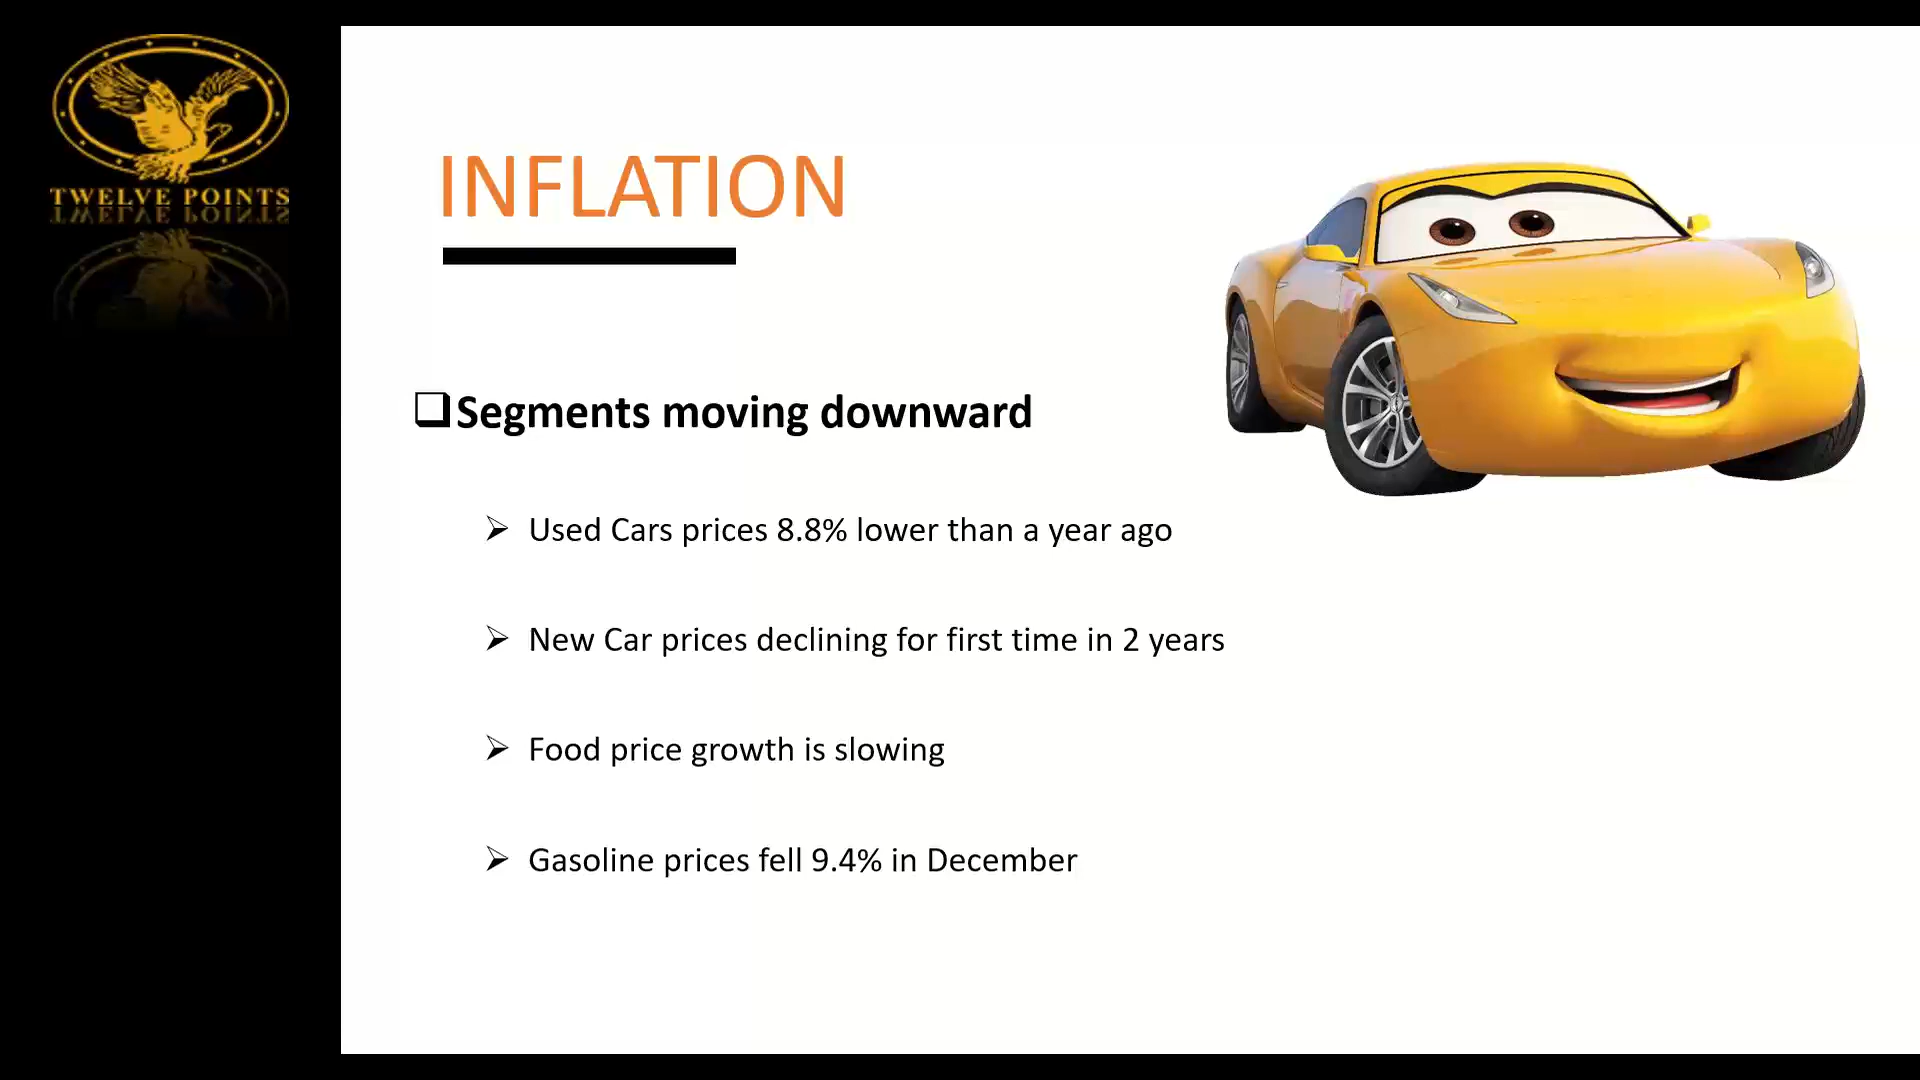 TWELVE POINTS
INFLATION
Segments moving downward
Used Cars prices 8.8% lower than a year ago
New Car prices declining for first time in 2 years
Food price growth is slowing
Gasoline prices fell 9.4% in December